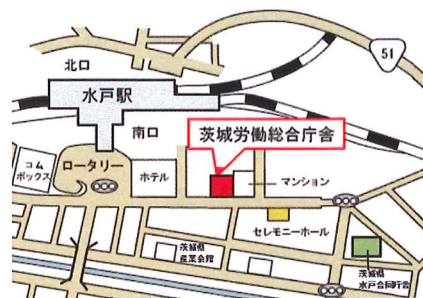 51
北口
水戸駅
南口
茨城労働総合庁舎
コム
ボックス
ロータリー
ホテル
マンション
セレモニーホール
茨城県
産業会館
茨城県
水戸合同庁舎